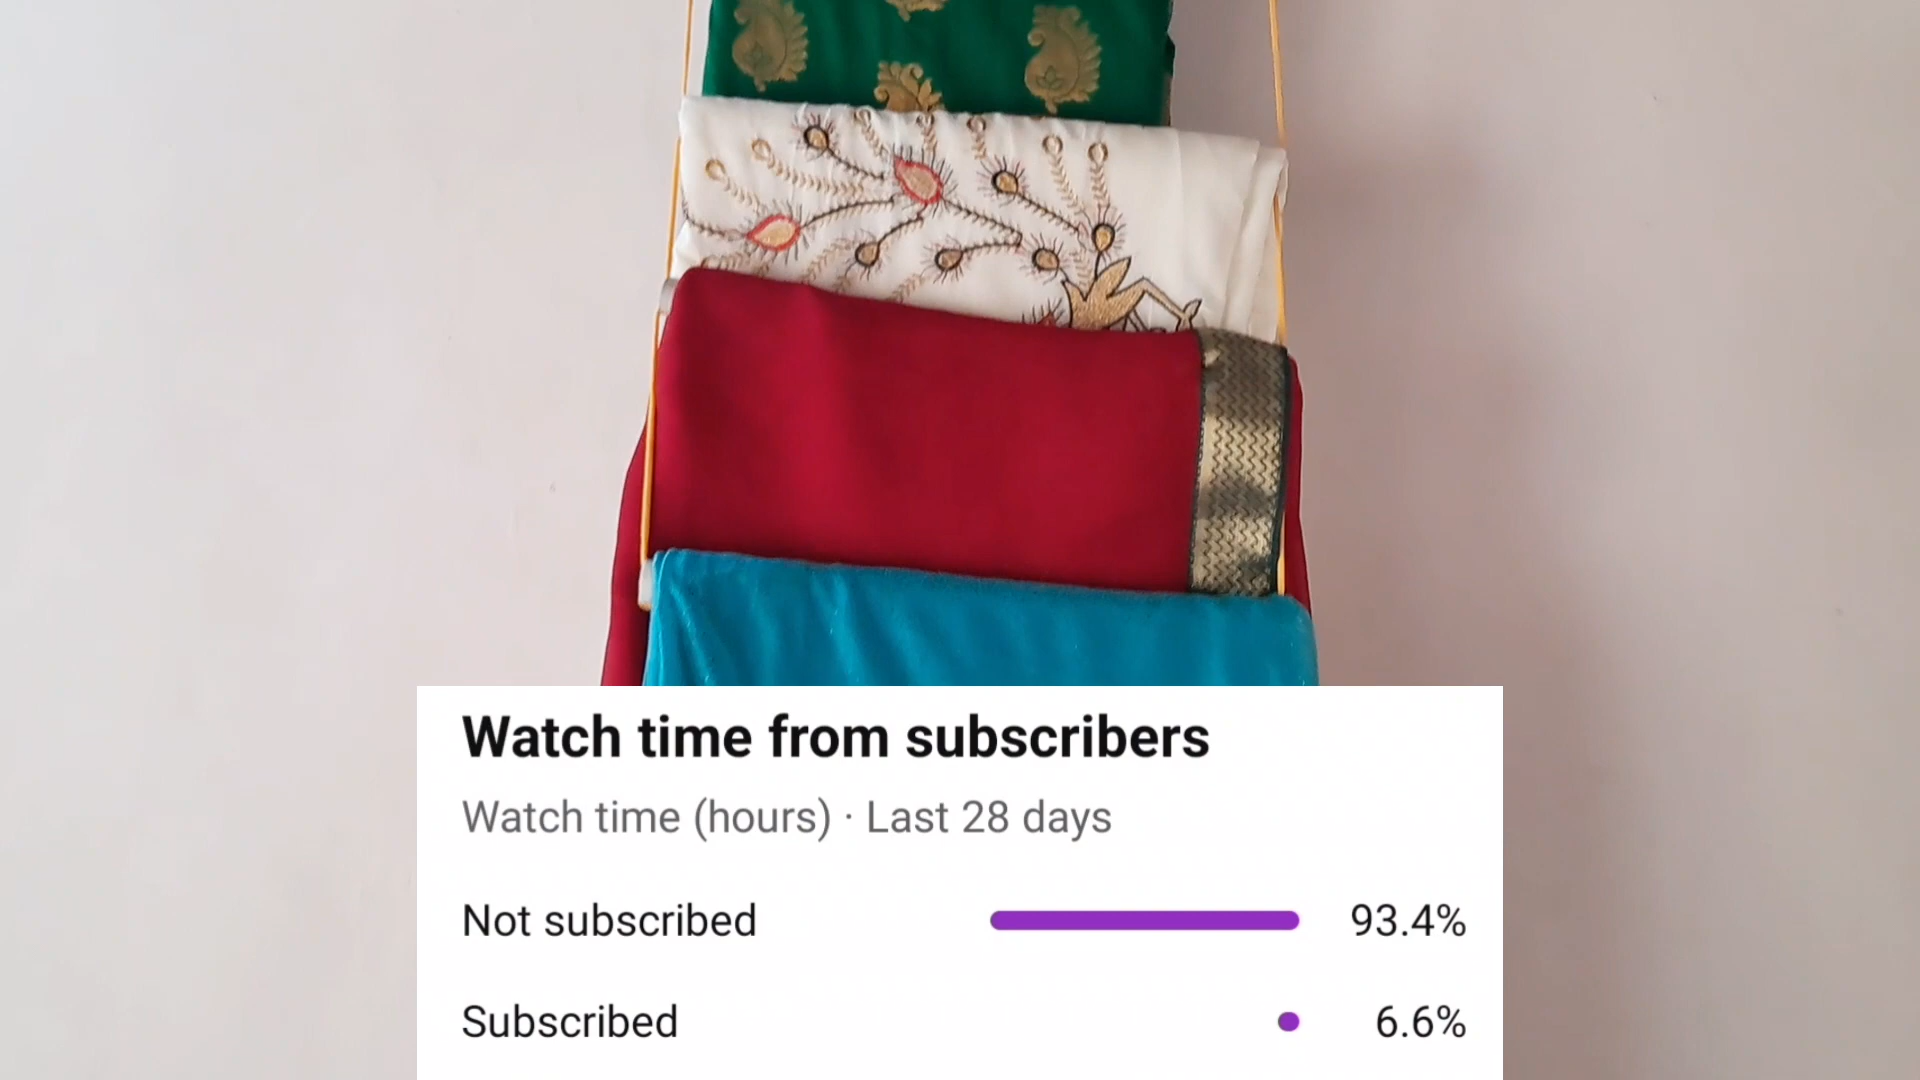 Watch time from subscribers
Watch time (hours) · Last 28 days
Not subscribed 93.4%
Subscribed 6.6%